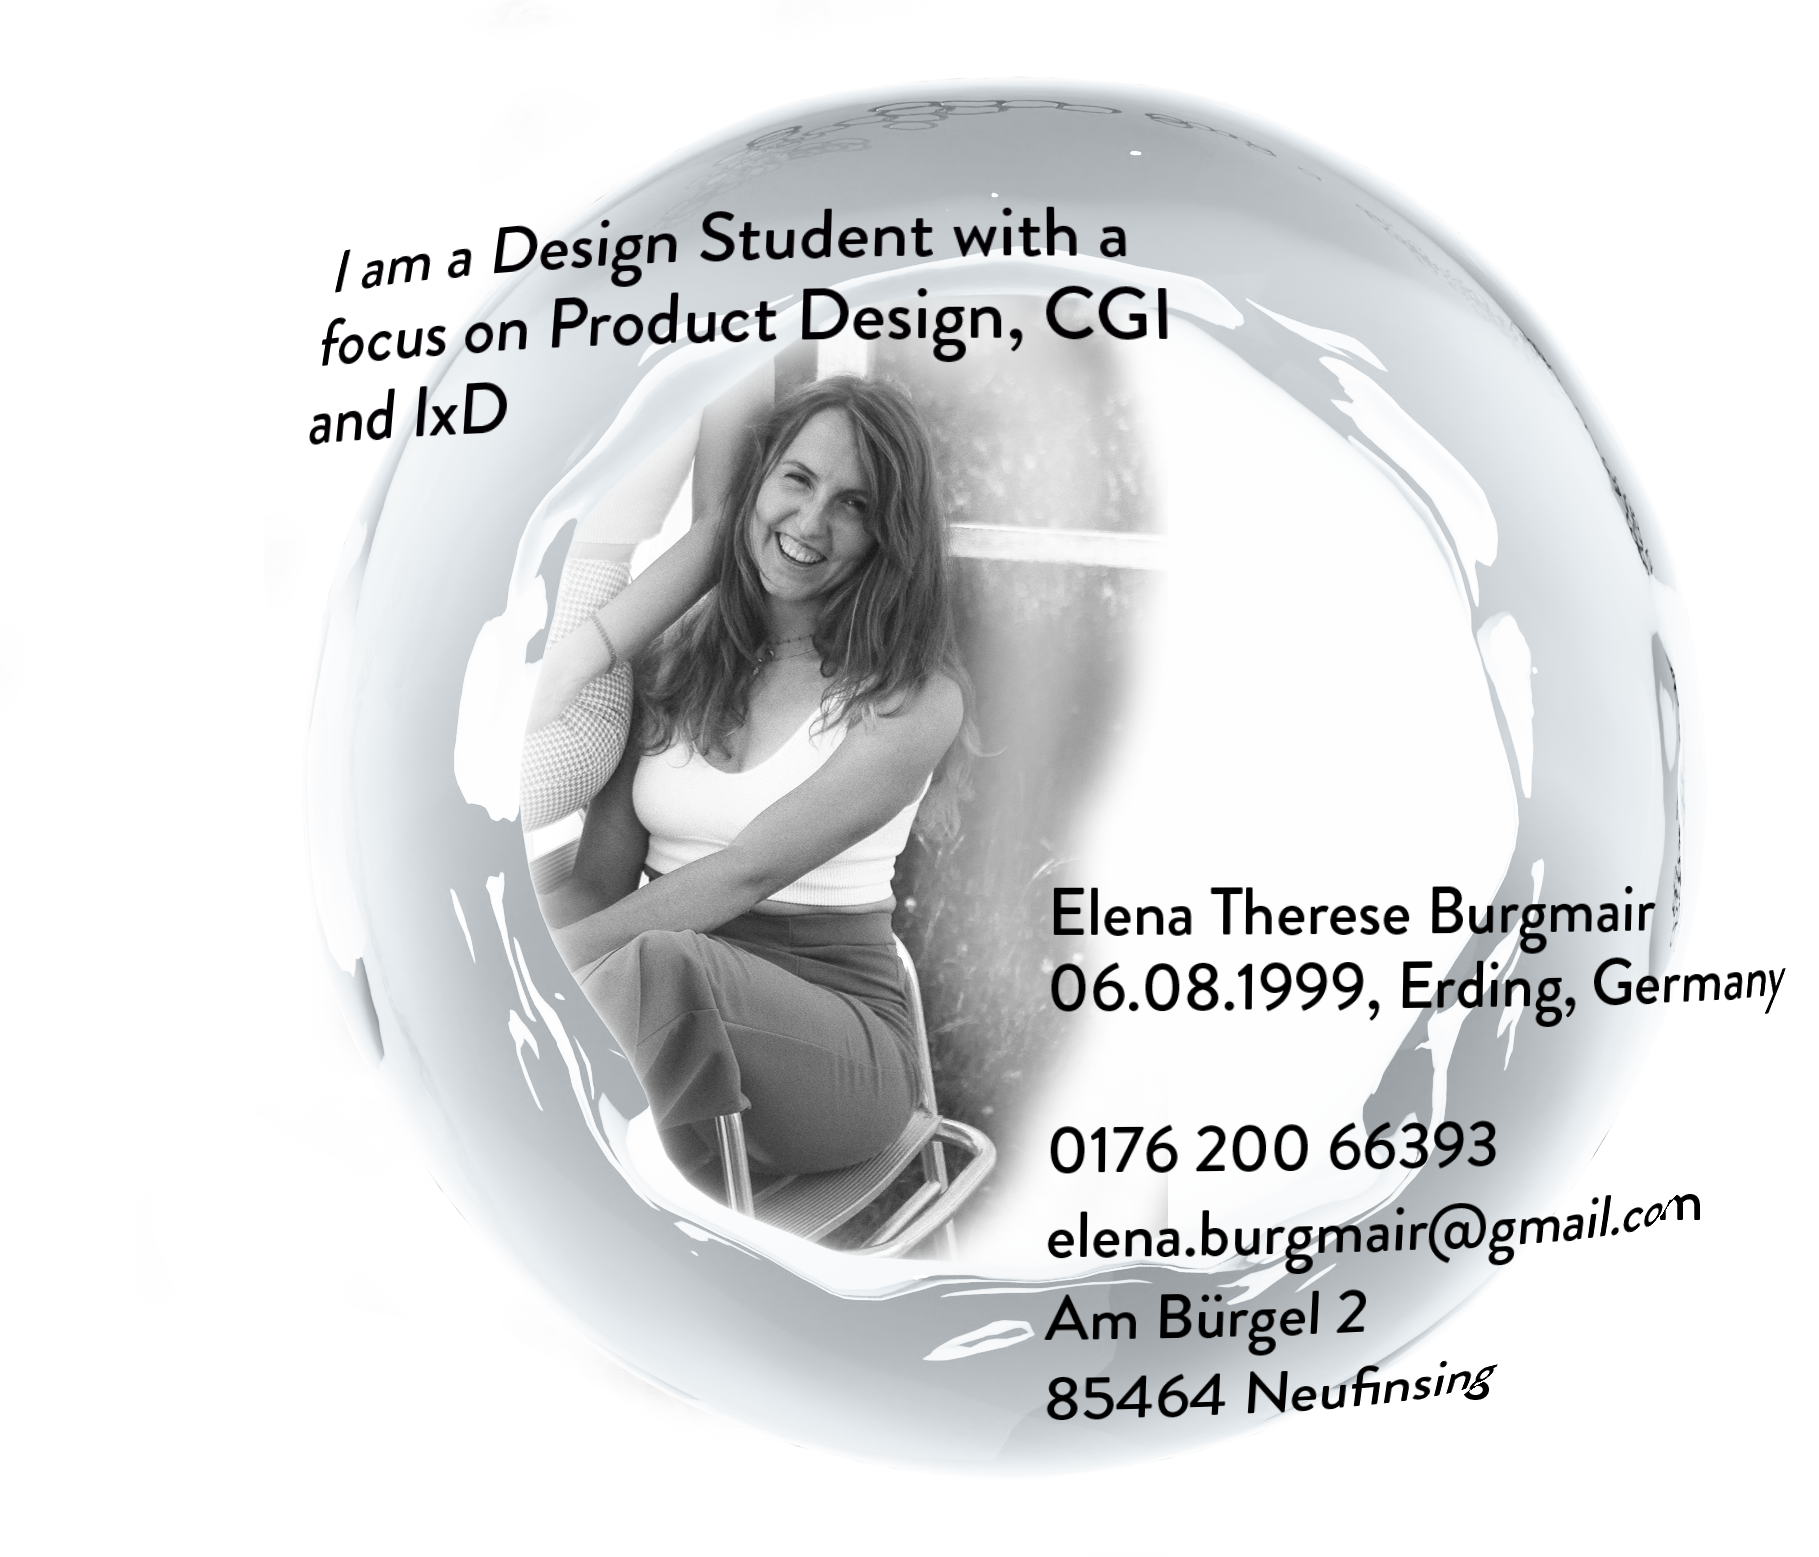 I am a Design Student with a
focus on Product Design, CGI
and IxD
Elena Therese Burgmair
06.08.1999, Erding, Germany
0176 200 66393
elena.burgmair@gmail.com
Am Bürgel 2
85464 Neufinsing